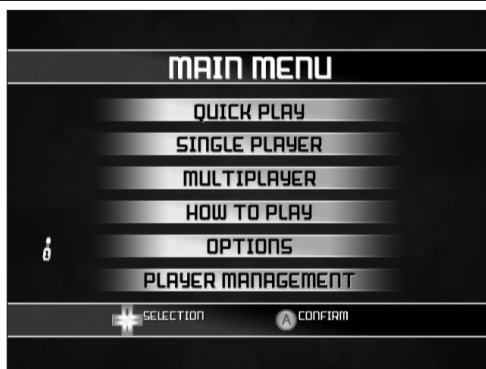 MAIN MENU
QUICK PLAY
SINGLE PLAYER
MULTIPLAYER
HOW TO PLAY
OPTIONS
PLAYER MANAGEMENT
SELECTION A CONFIRM